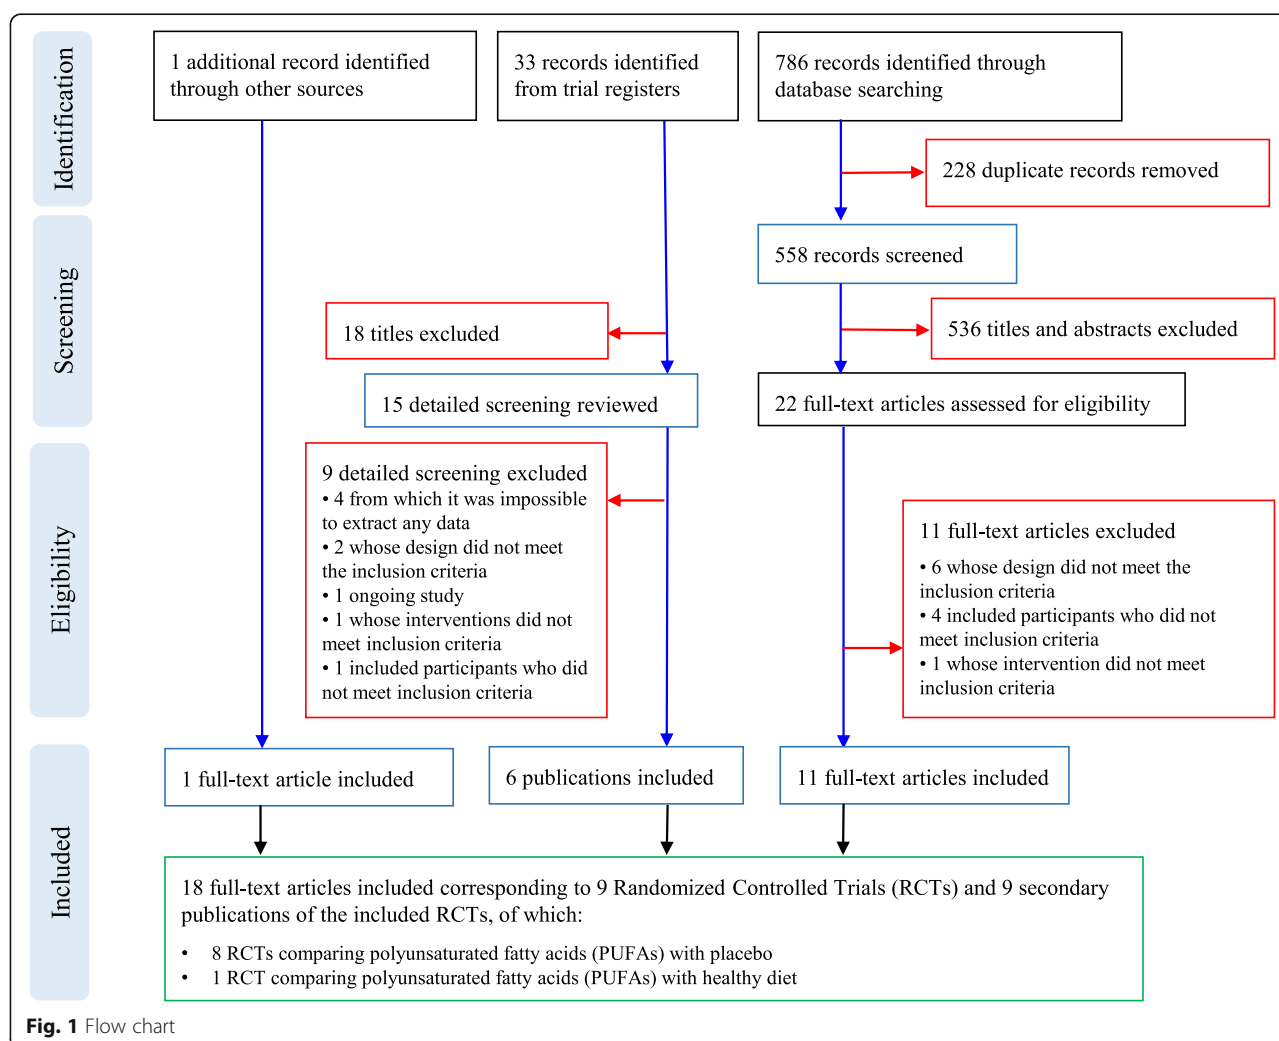 Identification
1 additional record identified
through other sources
33 records identified
from trial registers
786 records identified through
database searching
228 duplicate records removed
Screening
558 records screened
18 titles excluded
536 titles and abstracts excluded
15 detailed screening reviewed
22 full-text articles assessed for eligibility
Eligibility
9 detailed screening excluded
• 4 from which it was impossible
to extract any data
• 2 whose design did not meet
the inclusion criteria
• 1 ongoing study
• 1 whose interventions did not
meet inclusion criteria
• 1 included participants who did
not meet inclusion criteria
11 full-text articles excluded
• 6 whose design did not meet the
inclusion criteria
• 4 included participants who did not
meet inclusion criteria
• 1 whose intervention did not meet
inclusion criteria
Included
1 full-text article included
6 publications included
11 full-text articles included
18 full-text articles included corresponding to 9 Randomized Controlled Trials (RCTs) and 9 secondary
publications of the included RCTs, of which:
• 8 RCTs comparing polyunsaturated fatty acids (PUFAs) with placebo
• 1 RCT comparing polyunsaturated fatty acids (PUFAs) with healthy diet
Fig. 1 Flow chart